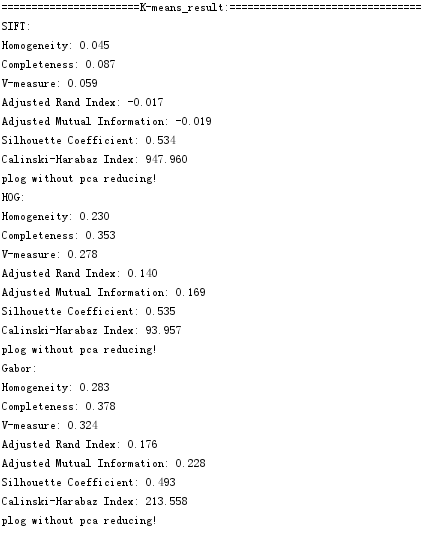 =======================K-means_result:================================
SIFT:
Homogeneity: 0.045
Completeness: 0.087
V-measure: 0.059
Adjusted Rand Index: -0.017
Adjusted Mutual Information: -0.019
Silhouette Coefficient: 0.534
Calinski-Harabaz Index: 947.960
plog without pca reducing!
HOG:
Homogeneity: 0.230
Completeness: 0.353
V-measure: 0.278
Adjusted Rand Index: 0.140
Adjusted Mutual Information: 0.169
Silhouette Coefficient: 0.535
Calinski-Harabaz Index: 93.957
plog without pca reducing!
Gabor:
Homogeneity: 0.283
Completeness: 0.378
V-measure: 0.324
Adjusted Rand Index: 0.176
Adjusted Mutual Information: 0.228
Silhouette Coefficient: 0.493
Calinski-Harabaz Index: 213.558
plog without pca reducing!